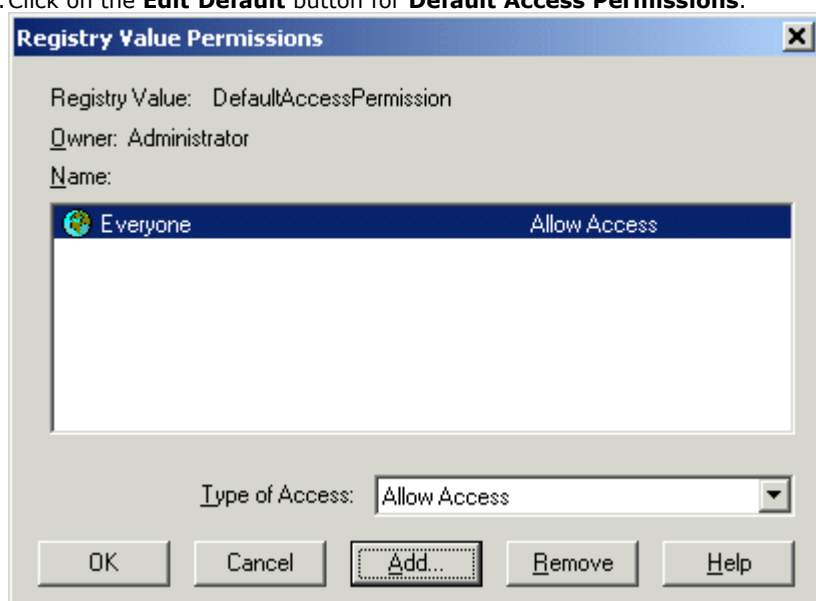 . Click on the Edit Default button for Default Access Permissions.
Registry Value Permissions
Registry Value: DefaultAccessPermission
Owner: Administrator
Name:
Everyone Allow Access
Type of Access: Allow Access
OK Cancel Add... Remove Help